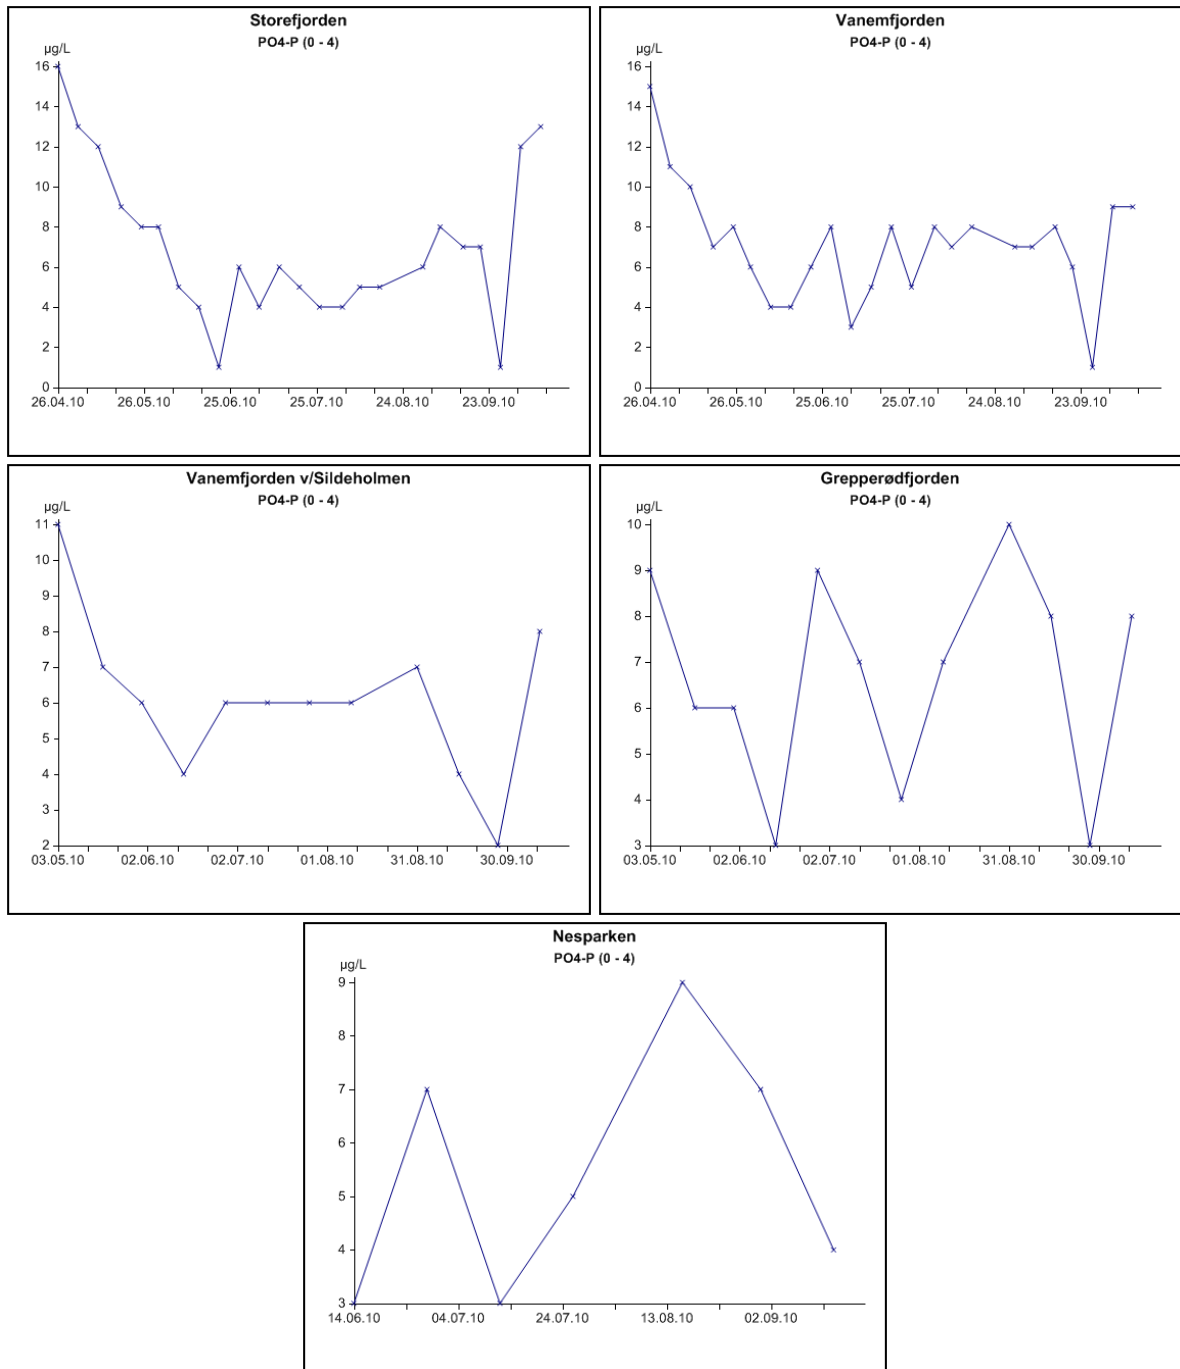 Storefjorden
PO4-P (0 - 4)
µg/L
16
14
12
10
8
6
4
2
0
26.04.10 26.05.10 25.06.10 25.07.10 24.08.10 23.09.10
Vanemfjorden
PO4-P (0 - 4)
µg/L
16
14
12
10
8
6
4
2
0
26.04.10 26.05.10 25.06.10 25.07.10 24.08.10 23.09.10
Vanemfjorden v/Sildeholmen
PO4-P (0 - 4)
µg/L
11
10
9
8
7
6
5
4
3
2
03.05.10 02.06.10 02.07.10 01.08.10 31.08.10 30.09.10
Grepperødfjorden
PO4-P (0 - 4)
µg/L
10
9
8
7
6
5
4
3
03.05.10 02.06.10 02.07.10 01.08.10 31.08.10 30.09.10
Nesparken
PO4-P (0 - 4)
µg/L
9
8
7
6
5
4
3
14.06.10 04.07.10 24.07.10 13.08.10 02.09.10